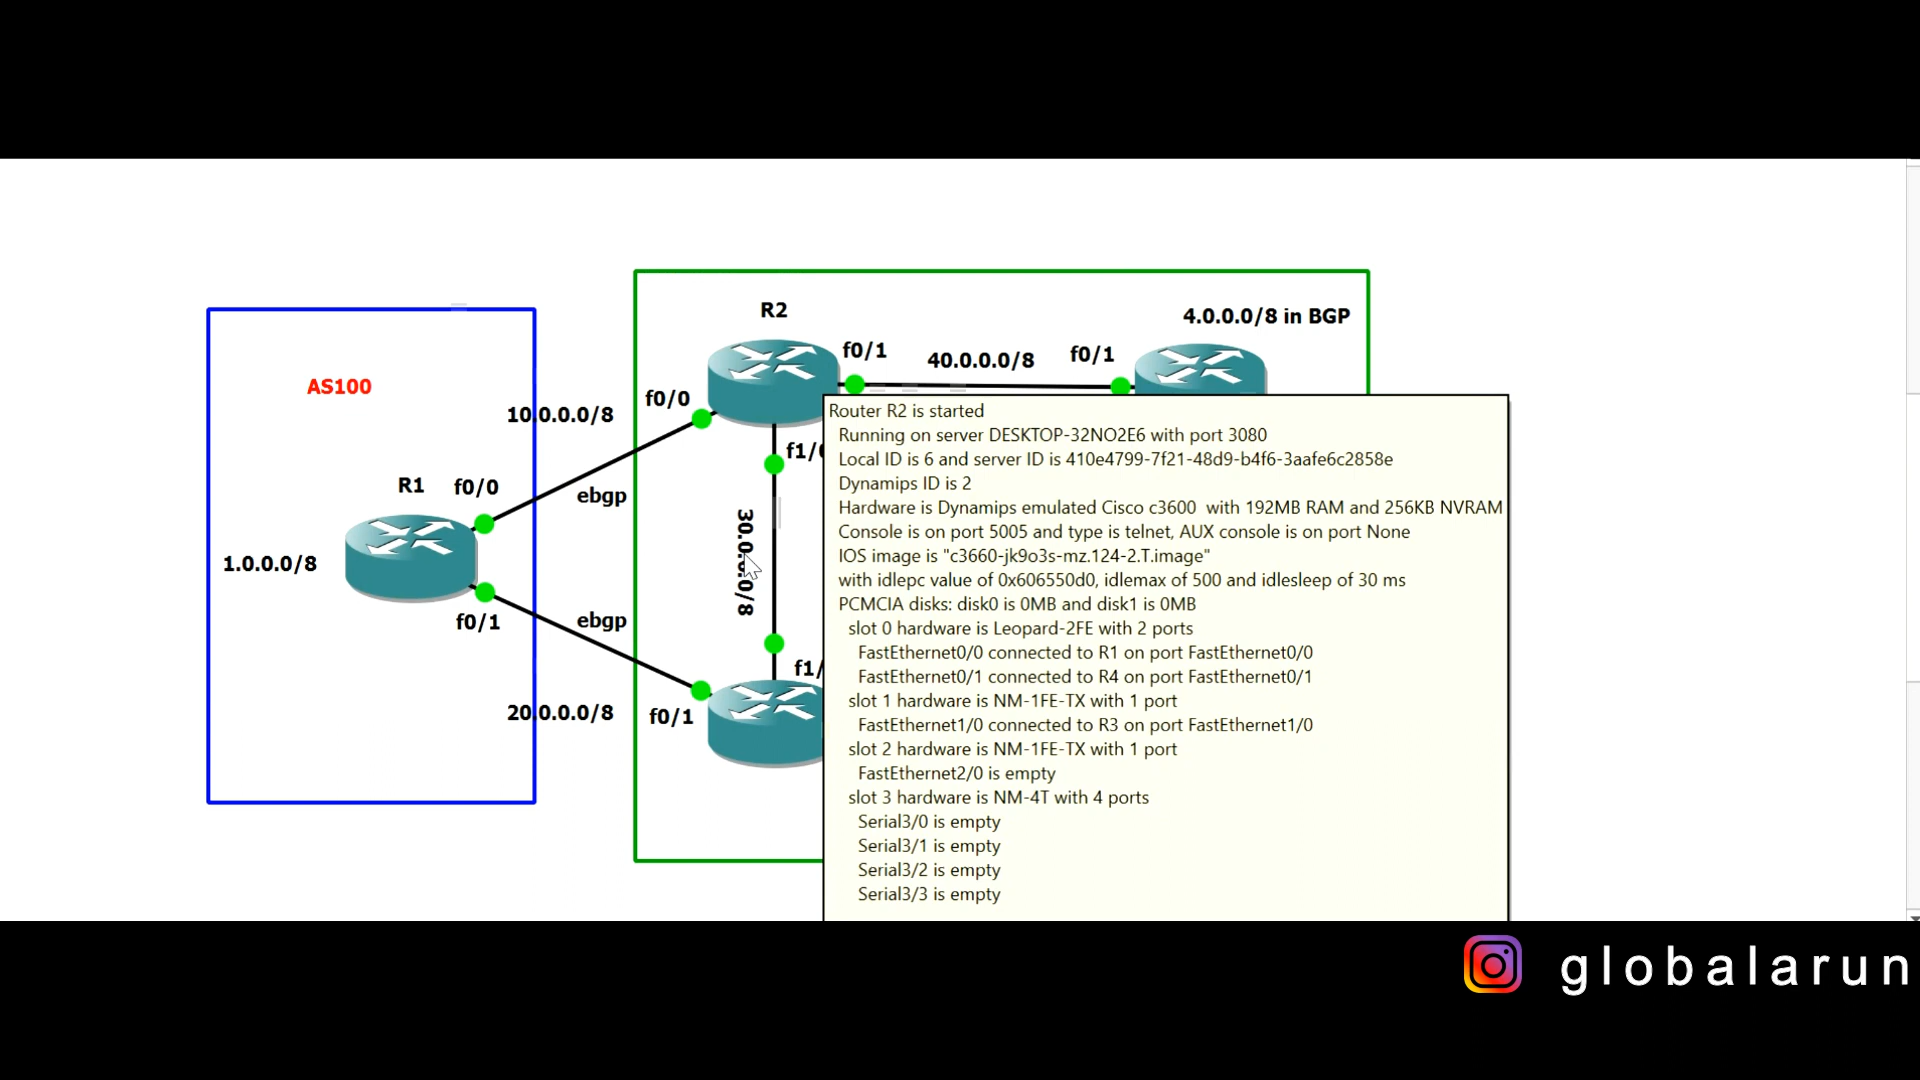 R2
4.0.0.0/8 in BGP
f0/1
40.0.0.0/8
f0/1
AS100
f0/0
10.0.0.0/8
R1
f0/0
ebgp
1.0.0.0/8
30.0.0.0/8
f0/1
ebgp
20.0.0.0/8
f0/1
f1/
f1/
Router R2 is started
Running on server DESKTOP-32NO2E6 with port 3080
Local ID is 6 and server ID is 410e4799-7f21-48d9-b4f6-3aafe6c2858e
Dynamips ID is 2
Hardware is Dynamips emulated Cisco c3600 with 192MB RAM and 256KB NVRAM
Console is on port 5005 and type is telnet, AUX console is on port None
IOS image is "c3660-jk9o3s-mz.124-2.T.image"
with idlepc value of 0x606550d0, idlemax of 500 and idlesleep of 30 ms
PCMCIA disks: disk0 is 0MB and disk1 is 0MB
slot 0 hardware is Leopard-2FE with 2 ports
FastEthernet0/0 connected to R1 on port FastEthernet0/0
FastEthernet0/1 connected to R4 on port FastEthernet0/1
slot 1 hardware is NM-1FE-TX with 1 port
FastEthernet1/0 connected to R3 on port FastEthernet1/0
slot 2 hardware is NM-1FE-TX with 1 port
FastEthernet2/0 is empty
slot 3 hardware is NM-4T with 4 ports
Serial3/0 is empty
Serial3/1 is empty
Serial3/2 is empty
Serial3/3 is empty
globalarun